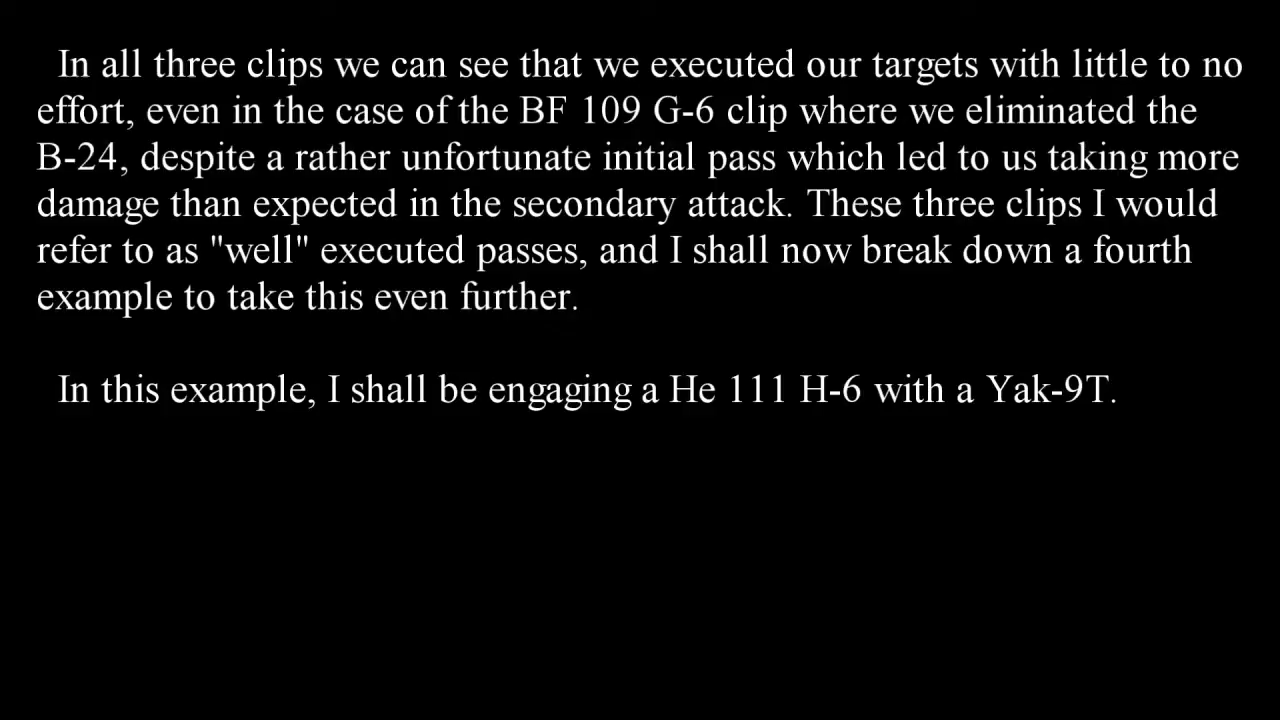 In all three clips we can see that we executed our targets with little to no
effort, even in the case of the BF 109 G-6 clip where we eliminated the
B-24, despite a rather unfortunate initial pass which led to us taking more
damage than expected in the secondary attack. These three clips I would
refer to as "well" executed passes, and I shall now break down a fourth
example to take this even further.
In this example, I shall be engaging a He 111 H-6 with a Yak-9T.